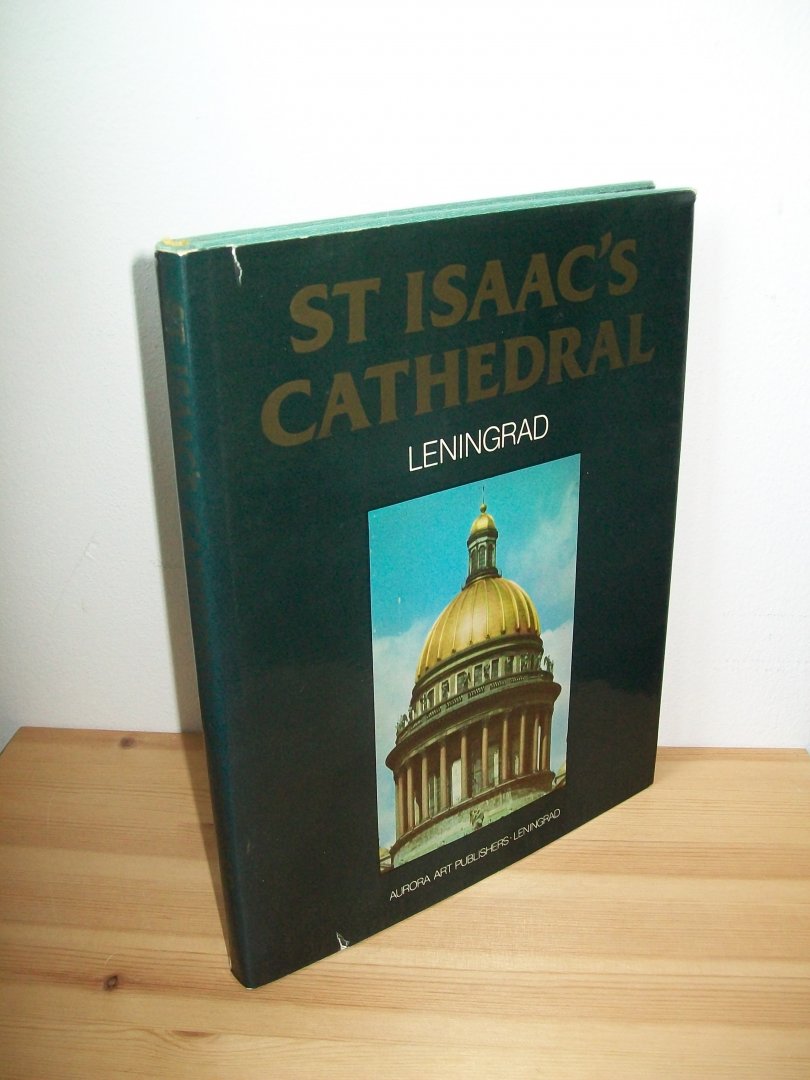 ST ISAAC'S
CATHEDRAL
LENINGRAD
AURORA ART PUBLISHERS · LENINGRAD